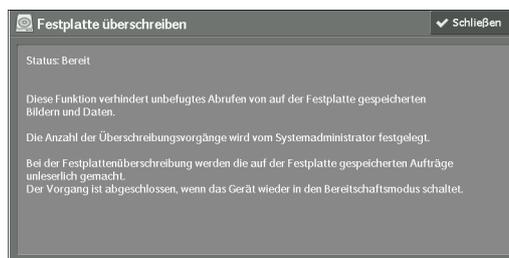 Festplatte überschreiben
Schließen
Status: Bereit
Diese Funktion verhindert unbefugtes Abrufen von auf der Festplatte gespeicherten
Bildern und Daten.
Die Anzahl der Überschreibungsvorgänge wird vom Systemadministrator festgelegt.
Bei der Festplattenüberschreibung werden die auf der Festplatte gespeicherten Aufträge
unleserlich gemacht.
Der Vorgang ist abgeschlossen, wenn das Gerät wieder in den Bereitschaftsmodus schaltet.